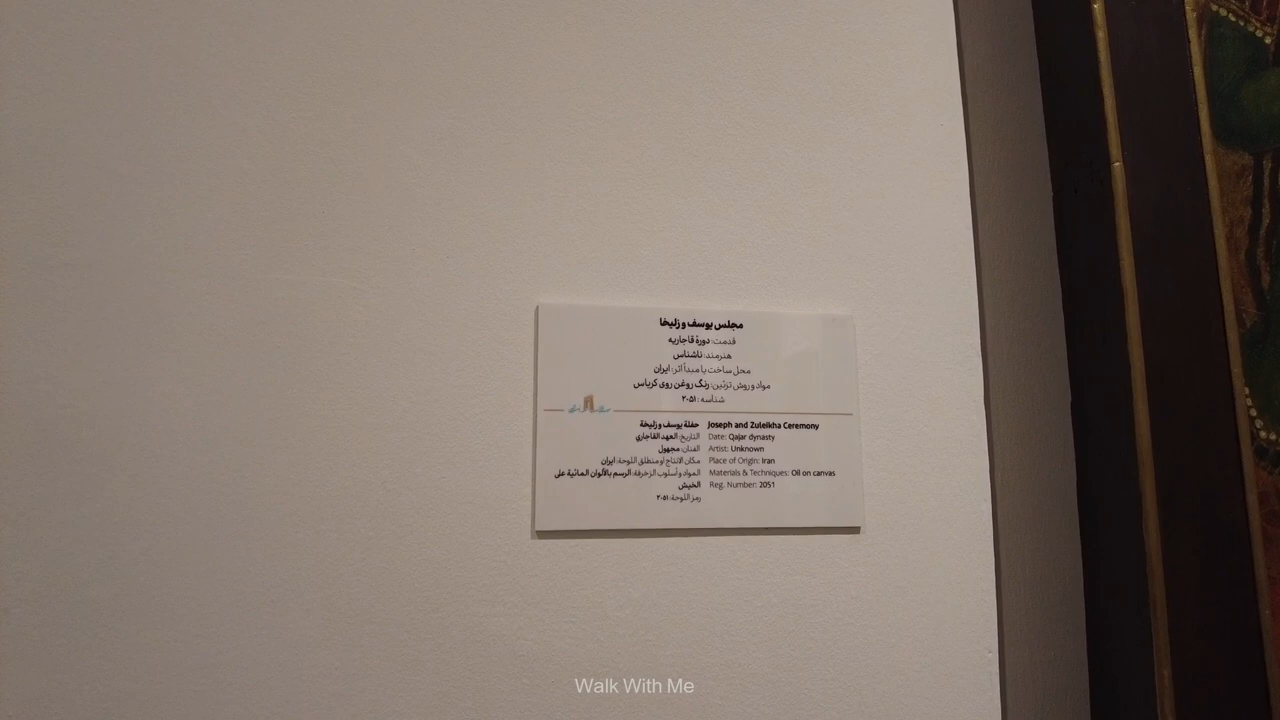 مجلس یوسف و زلیخا
قدمت: دورهٔ قاجاریه
هنرمند: ناشناس
محل ساخت یا مبدأ اثر: ایران
مواد و روش تزئین: رنگ روغن روی کرباس
شناسه: ۲۰۵۱
حفلة يوسف و زليخة
التاريخ: العهد القاجاري
الفنان: مجهول
مكان الانتاج أو منطلق اللوحة: ايران
المواد و أسلوب الزخرفة: الرسم بالألوان المائية على
الخيش
رمز اللوحة: ۲۰۵۱
Joseph and Zuleikha Ceremony
Date: Qajar dynasty
Artist: Unknown
Place of Origin: Iran
Materials & Techniques: Oil on canvas
Reg. Number: 2051
Walk With Me